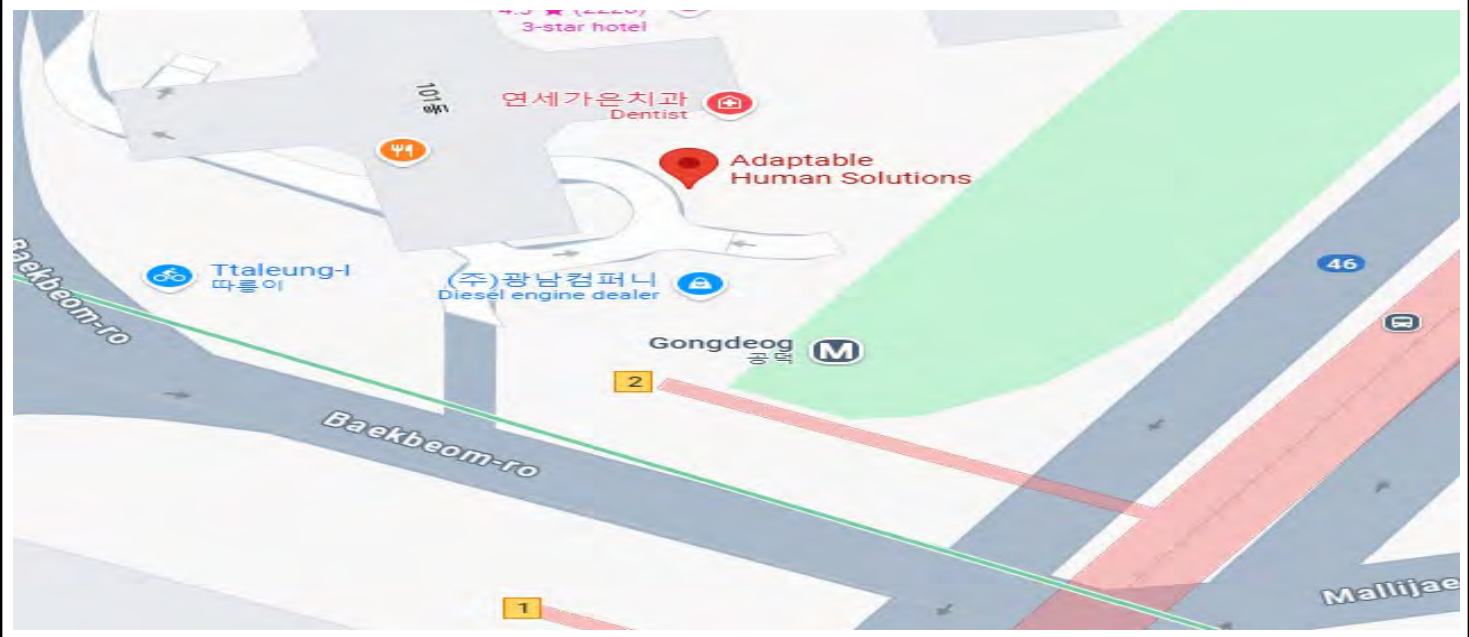 3-star hotel
101동
연세가은치과
Dentist
Adaptable
Human Solutions
Baekbeom-ro
Ttaleung-I
따릉이
(주)광남컴퍼니
Diesel engine dealer
46
Gongdeog
공덕
2
Baekbeom-ro
1
Mallijae